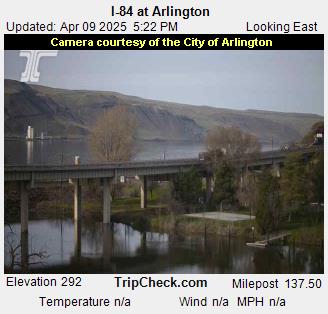 I-84 at Arlington
Updated: Apr 09 2025 5:22 PM Looking East
Camera courtesy of the City of Arlington
Elevation 292 TripCheck.com Milepost 137.50
Temperature n/a Wind n/a MPH n/a